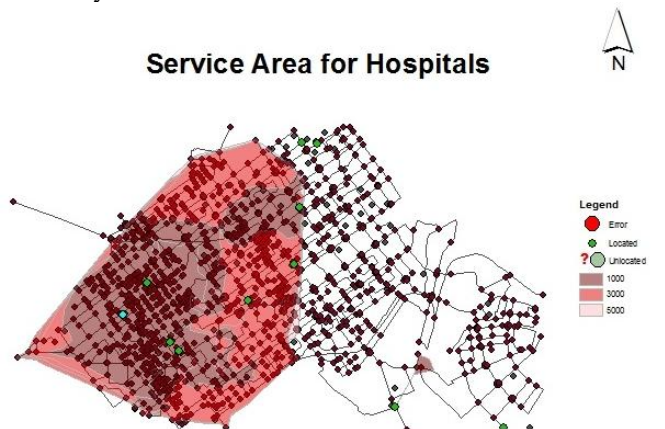 Service Area for Hospitals
N
Legend
Error
Located
? Unlocated
1000
3000
5000